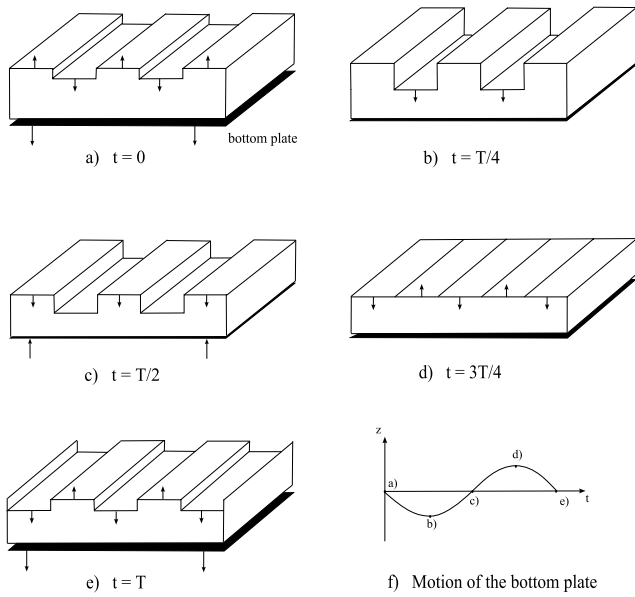 bottom plate
a) t = 0
b) t = T/4
c) t = T/2
d) t = 3T/4
z
a)
b)
c)
d)
e)
t
e) t = T
f) Motion of the bottom plate